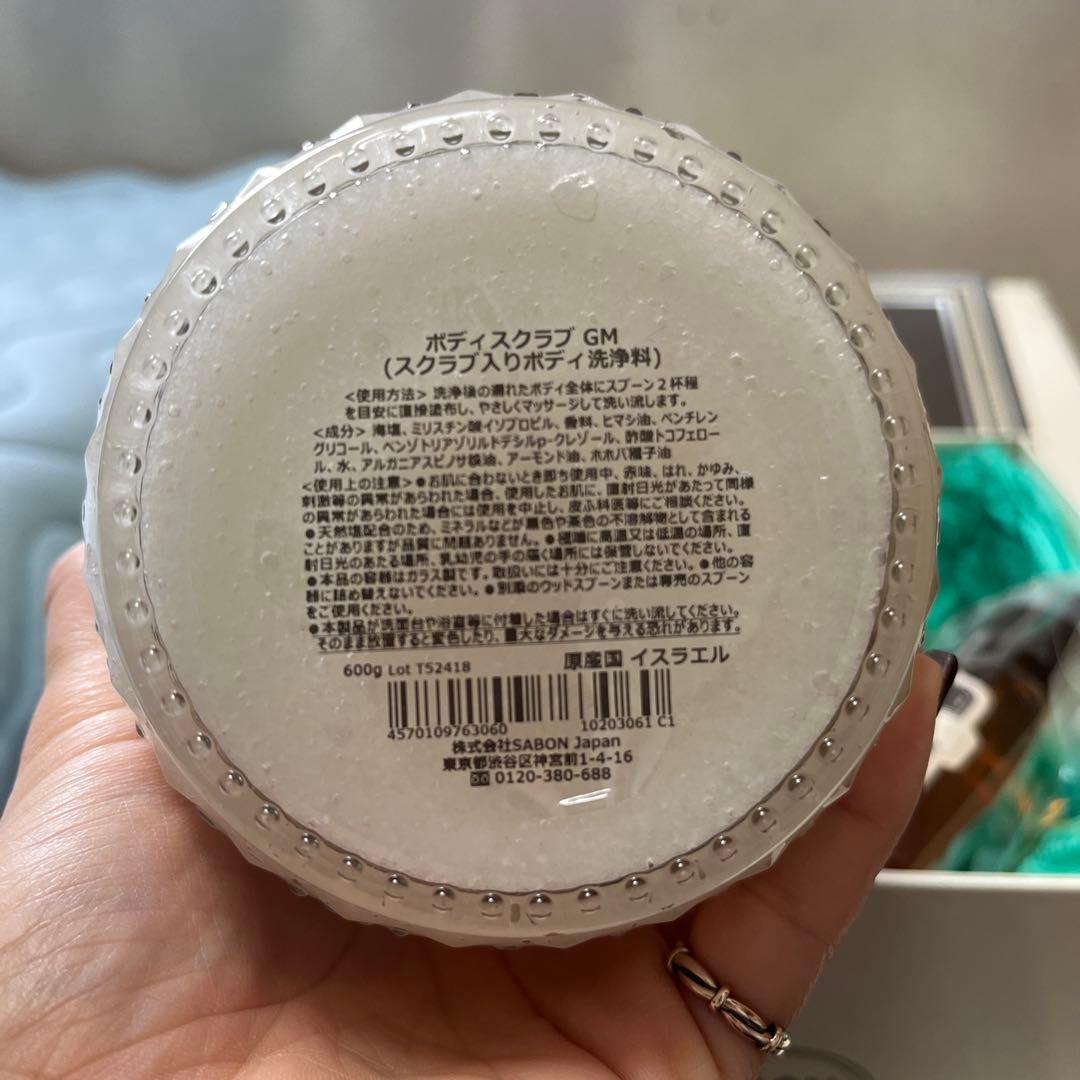 ボディスクラブ GM
(スクラブ入りボディ洗浄料)
<使用方法> 洗浄後の濡れたボディ全体にスプーン２杯程
を目安に直接塗布し、やさしくマッサージして洗い流します。
<成分> 海塩、ミリスチン酸イソプロピル、香料、ヒマシ油、ペンチレン
グリコール、ベンゾトリアゾリルドデシルp-クレゾール、酢酸トコフェロー
ル、水、アルガニアスピノサ核油、アーモンド油、ホホバ種子油
<使用上の注意> ●お肌に合わないとき即ち使用中、赤味、はれ、かゆみ、
刺激等の異常があらわれた場合、使用したお肌に、直射日光があたって同様
の異常があらわれた場合には使用を中止し、皮ふ科医等にご相談ください。
●天然塩配合のため、ミネラルなどが黒色や茶色の不溶解物として含まれる
ことがありますが品質に問題ありません。●極端に高温又は低温の場所、直
射日光のあたる場所、乳幼児の手の届く場所には保管しないでください。
●本品の容器はガラス製です。取扱いには十分にご注意ください。●他の容
器に詰め替えないでください。●別添のウッドスプーンまたは専売のスプーン
をご使用ください。
●本製品が洗面台や浴室等に付着した場合はすぐに洗い流してください。
そのまま放置すると変色したり、重大なダメージを与える恐れがあります。
600g Lot T52418 原産国 イスラエル
4570109763060 10203061 C1
株式会社SABON Japan
東京都渋谷区神宮前1-4-16
0120-380-688